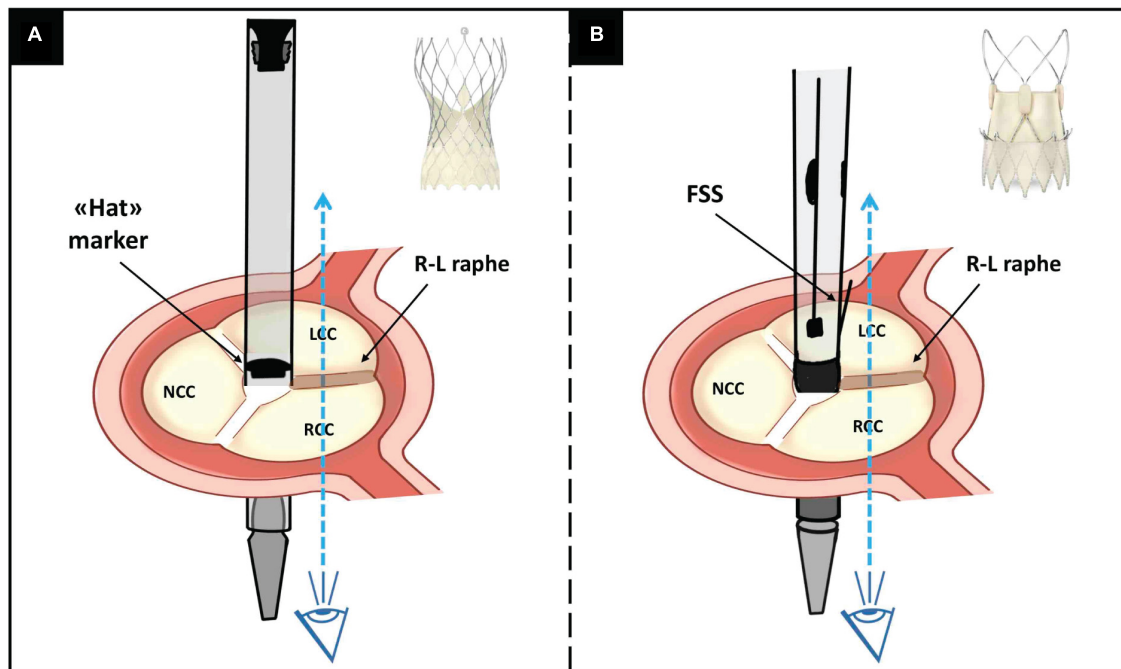 A
«Hat»
marker
R-L raphe
LCC
NCC
RCC
B
FSS
R-L raphe
LCC
NCC
RCC